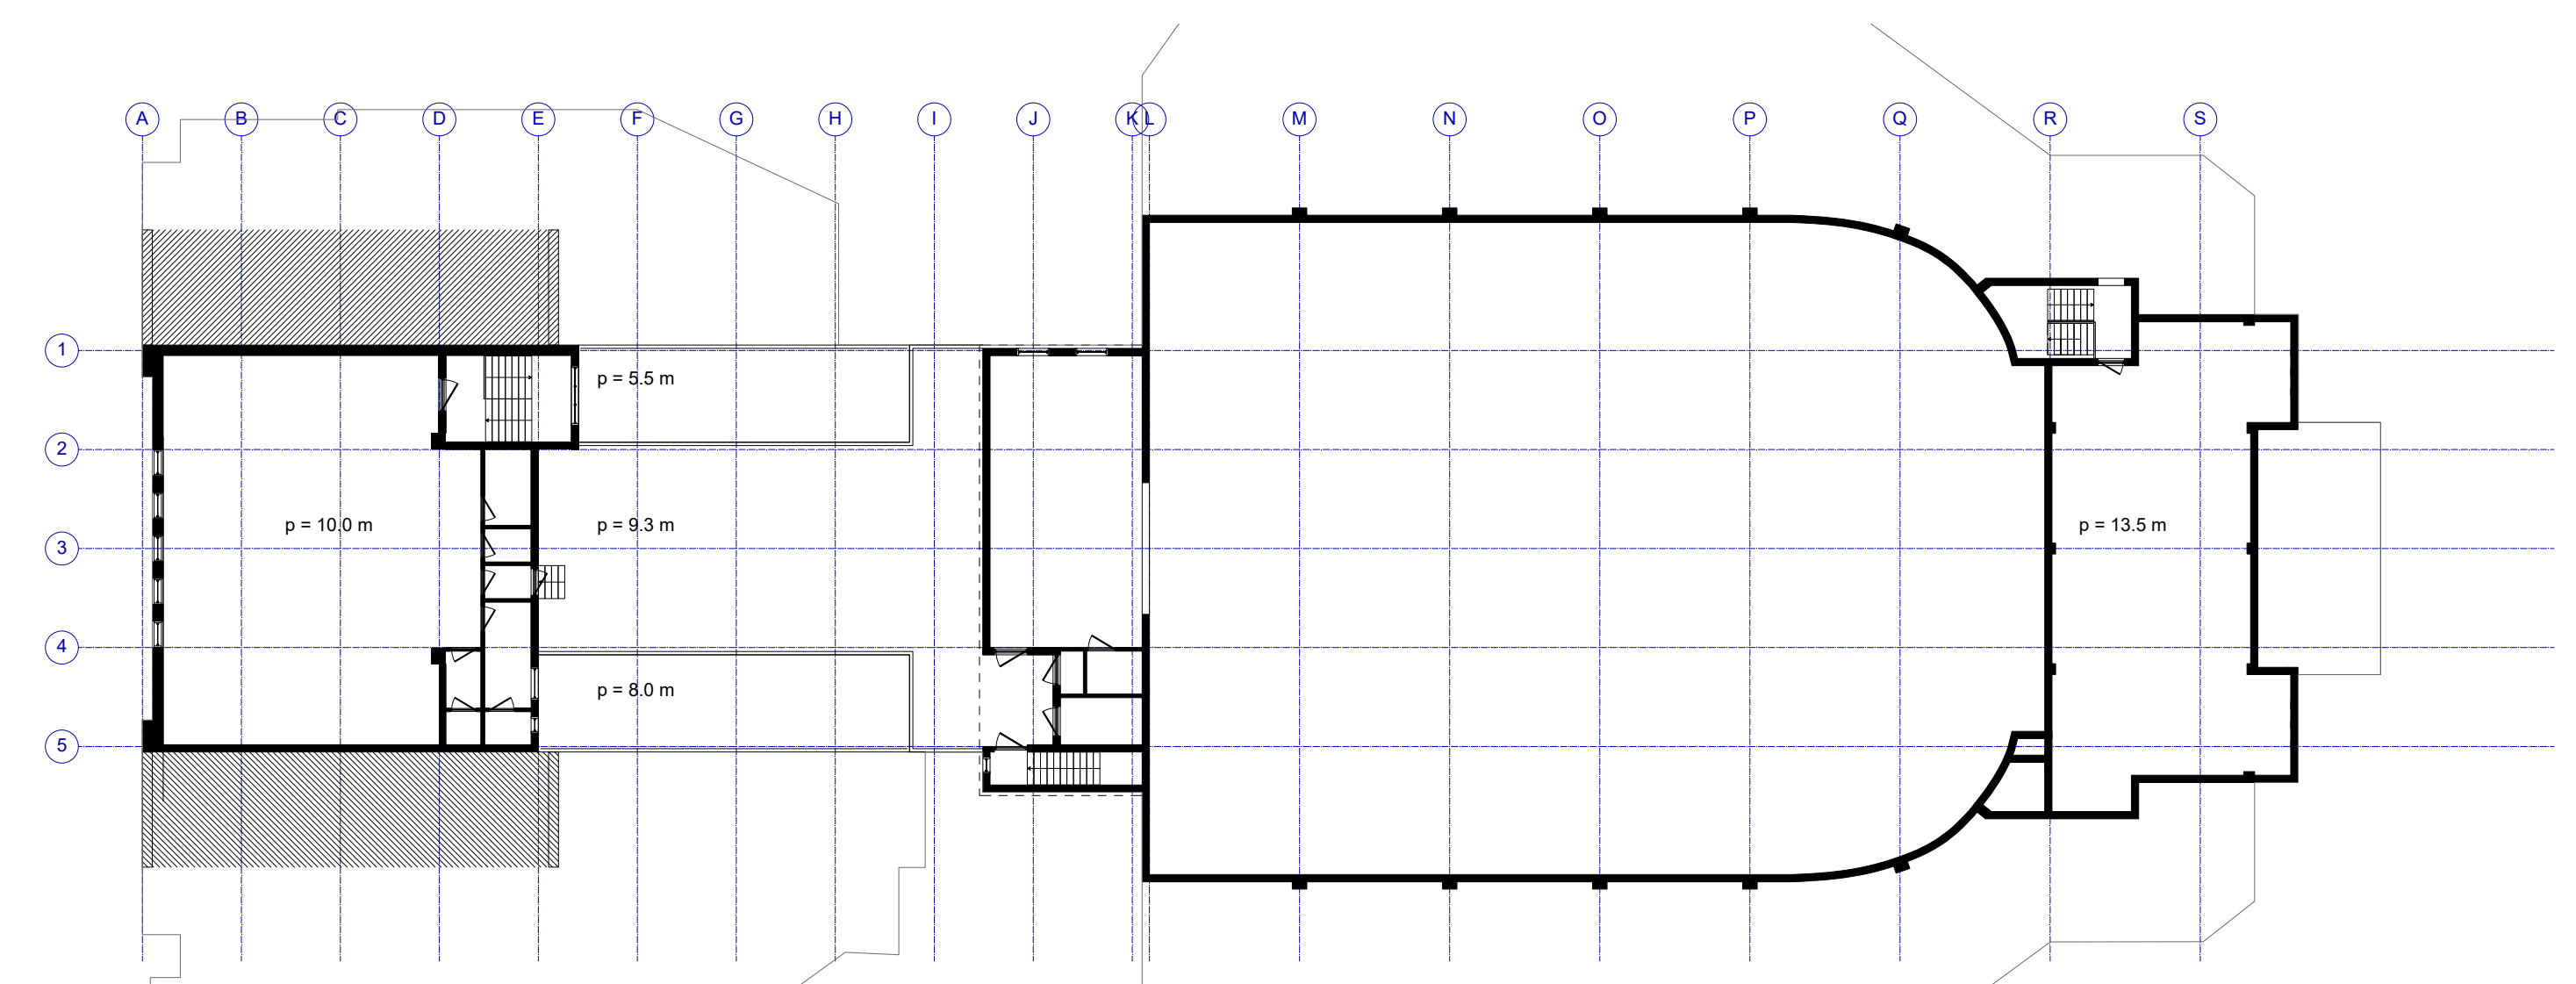 A B C D E F G H I J K L M N O P Q R S
1
p = 5.5 m
2
p = 10.0 m p = 9.3 m p = 13.5 m
3
4
p = 8.0 m
5